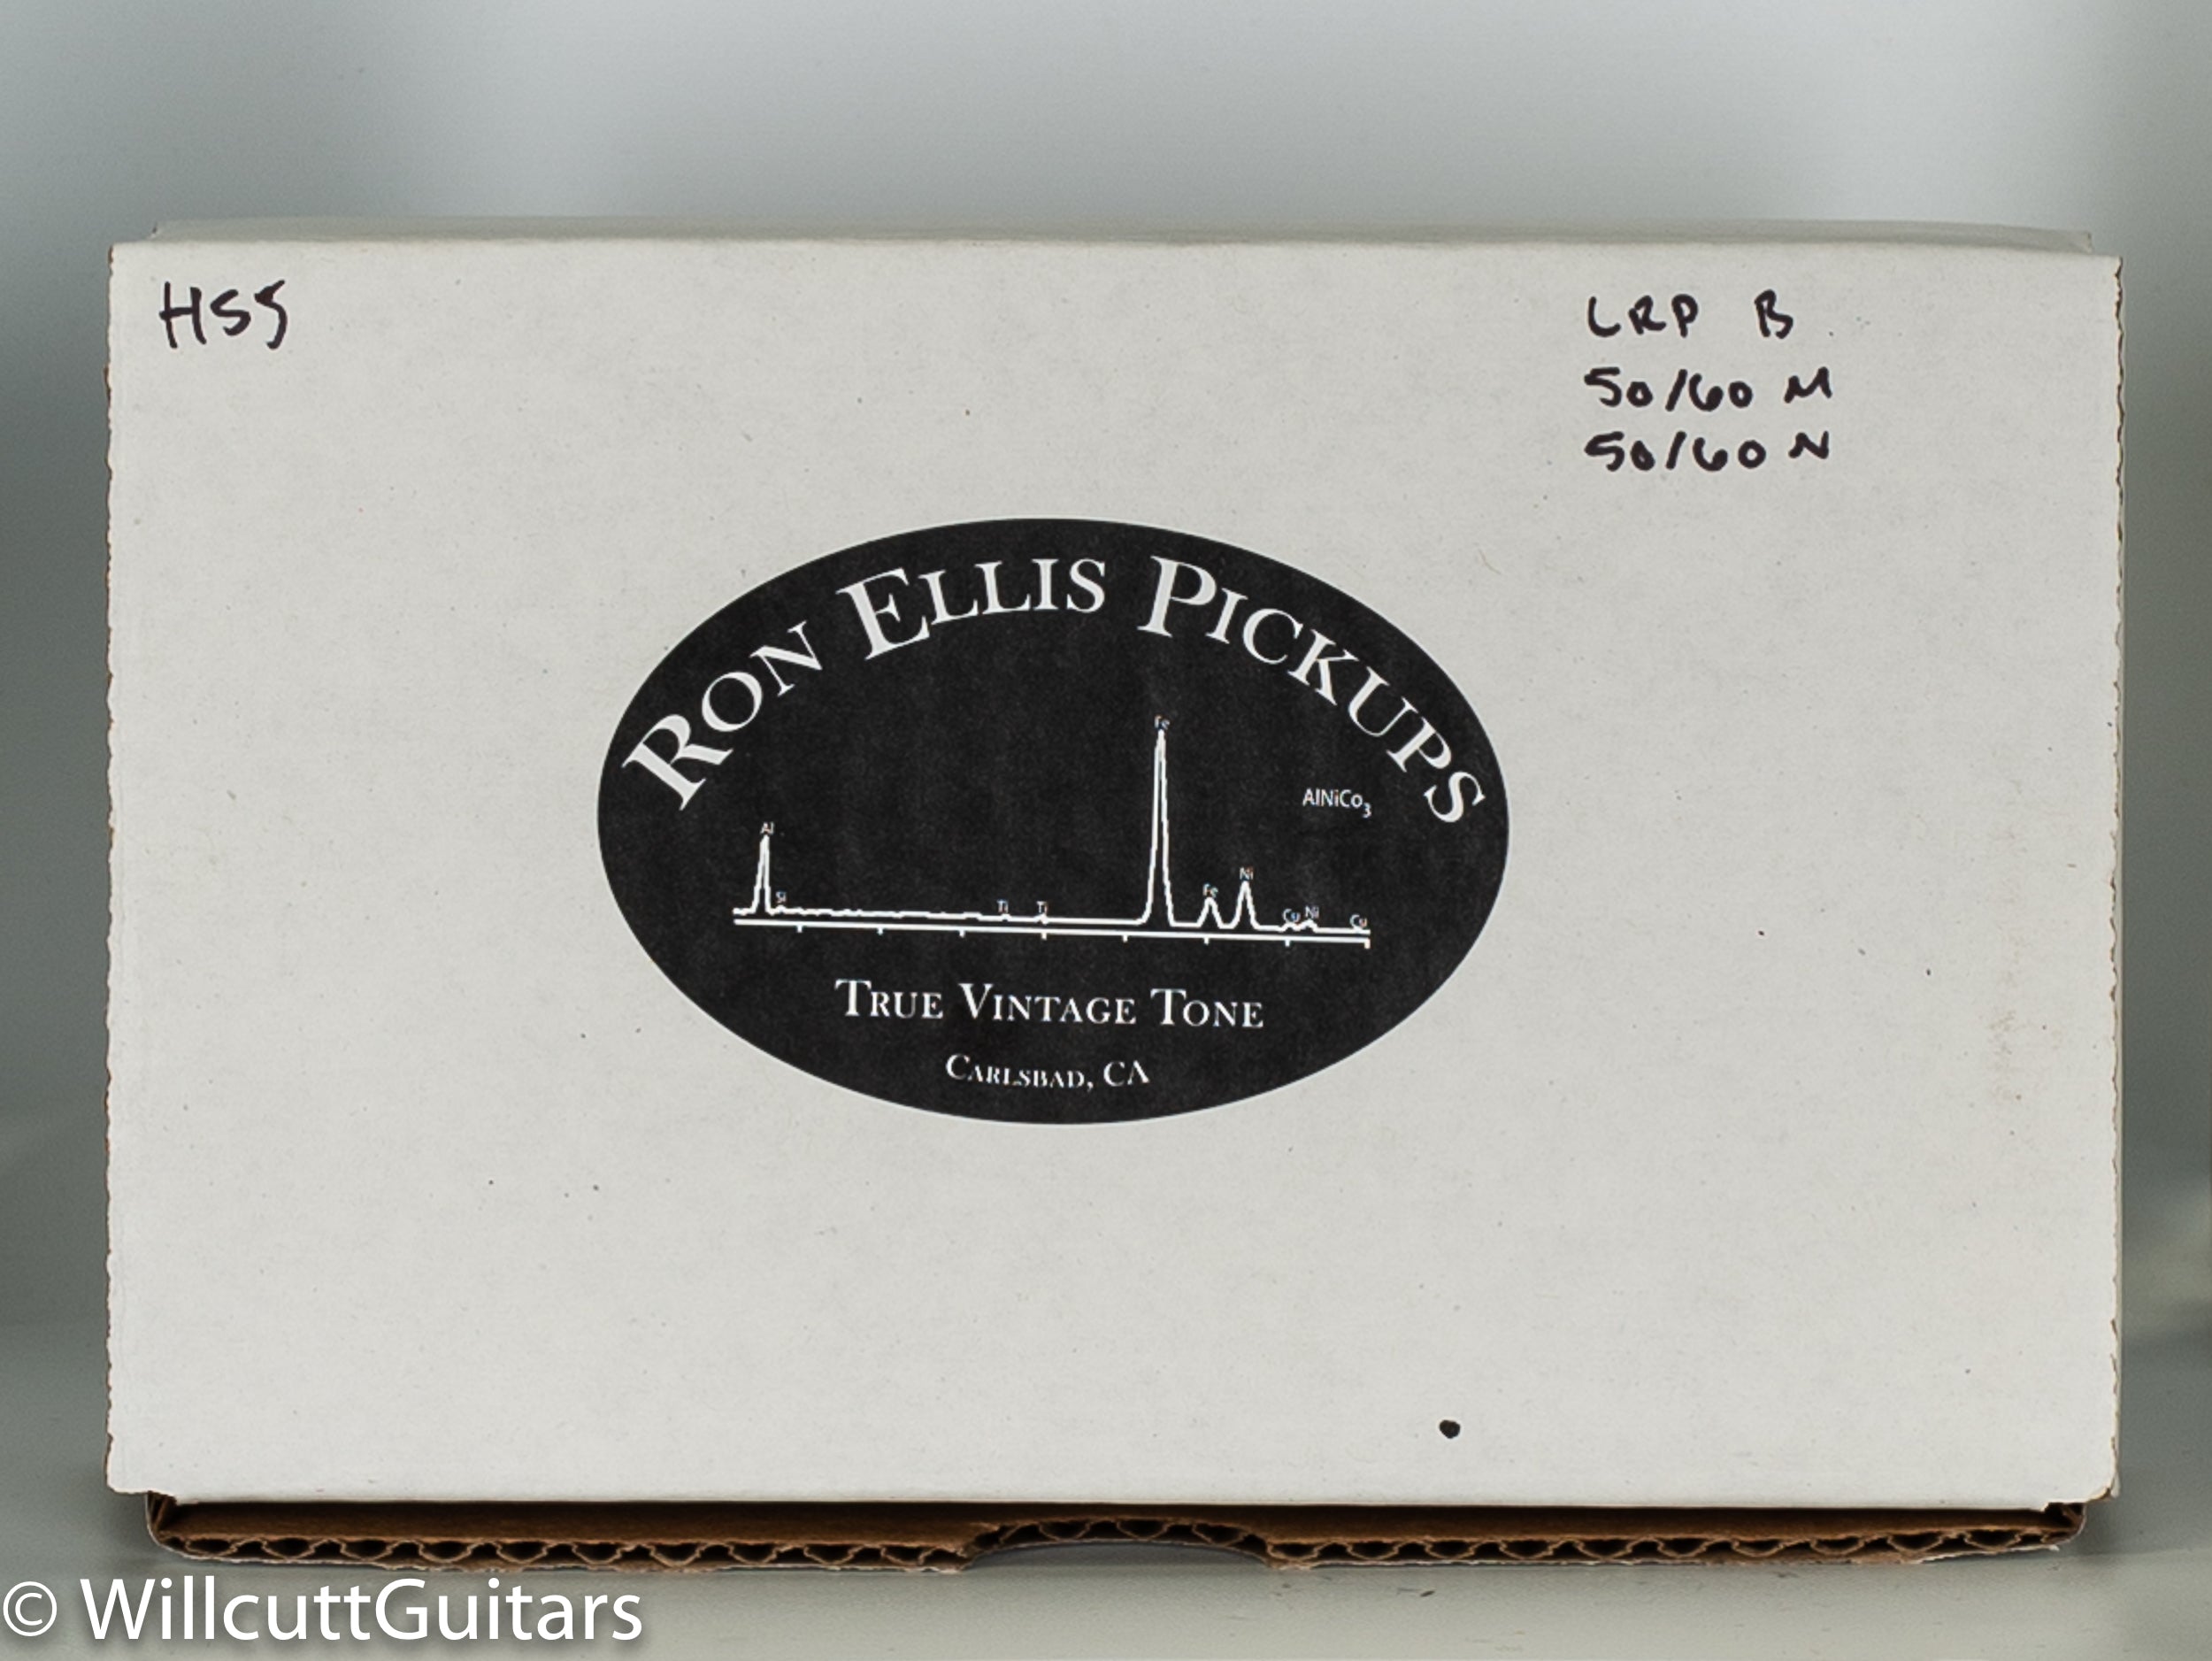 HSS
LRP B
50/60 M
50/60 N
RON ELLIS PICKUPS
Fe
AlNiCo3
Al
Si
Ti Ti
Fe Ni
Cu Ni Cu
TRUE VINTAGE TONE
CARLSBAD, CA
© WillcuttGuitars